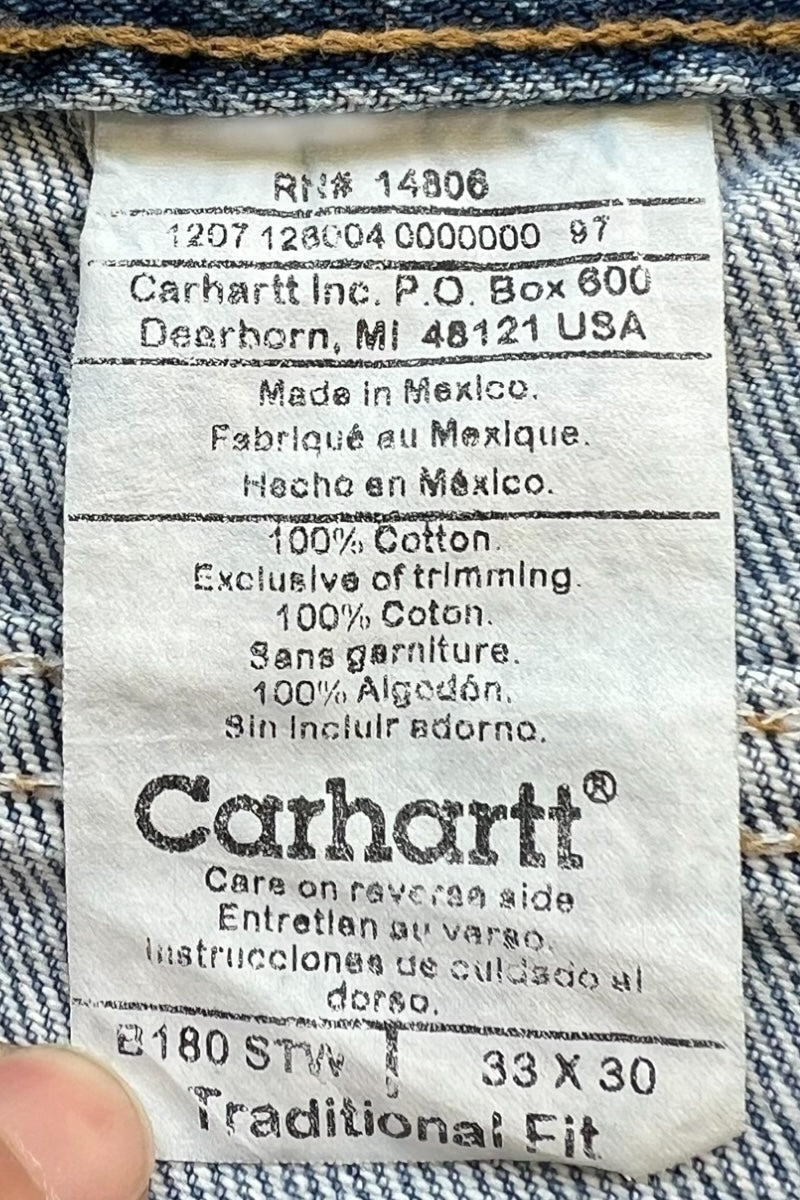 RN# 14806
1207 128004 0000000 97
Carhartt Inc. P.O. Box 600
Dearborn, MI 48121 USA
Made in Mexico.
Fabriqué au Mexique.
Hecho en México.
100% Cotton.
Exclusive of trimming.
100% Coton.
Sans garniture.
100% Algodón.
Sin Incluir adorno.
Carhartt®
Care on reverse side
Entretien au verso.
Instrucciones de cuidado al
dorso.
B180 STW 33 X 30
Traditional Fit